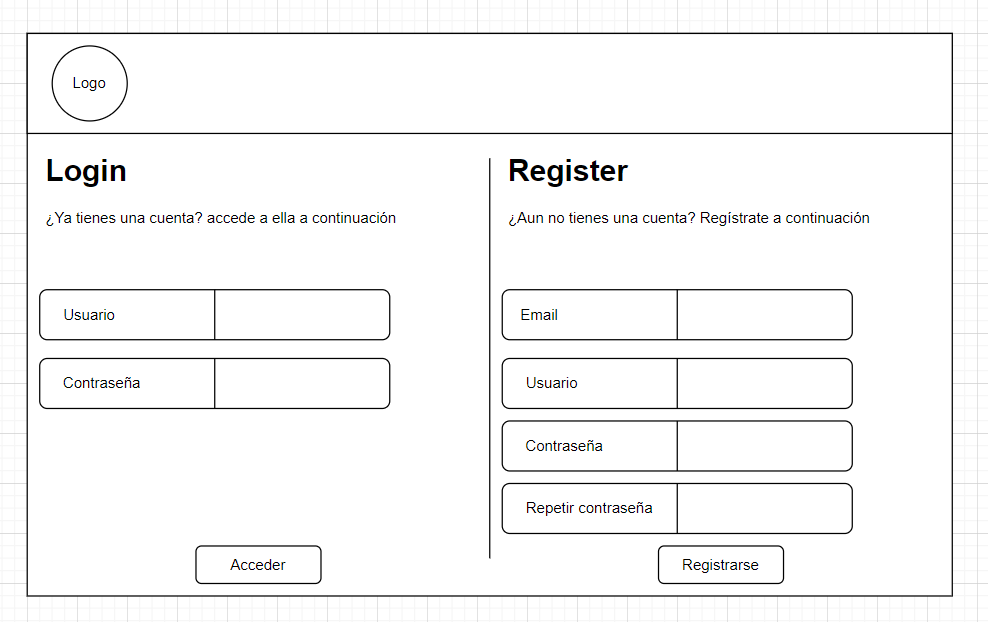 Logo
Login
¿Ya tienes una cuenta? accede a ella a continuación
Usuario
Contraseña
Acceder
Register
¿Aun no tienes una cuenta? Regístrate a continuación
Email
Usuario
Contraseña
Repetir contraseña
Registrarse